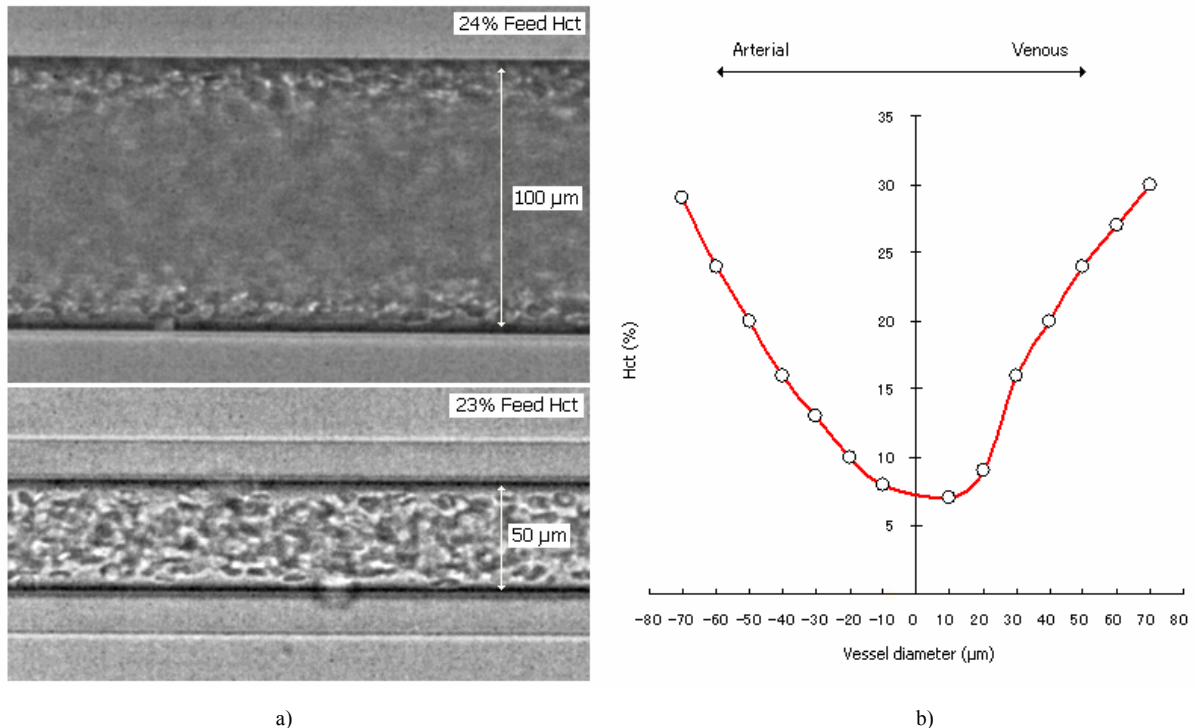 24% Feed Hct
100 µm
23% Feed Hct
50 µm
a)
Arterial Venous
35
30
25
20
15
10
5
Hct (%)
-80 -70 -60 -50 -40 -30 -20 -10 0 10 20 30 40 50 60 70 80
Vessel diameter (µm)
b)